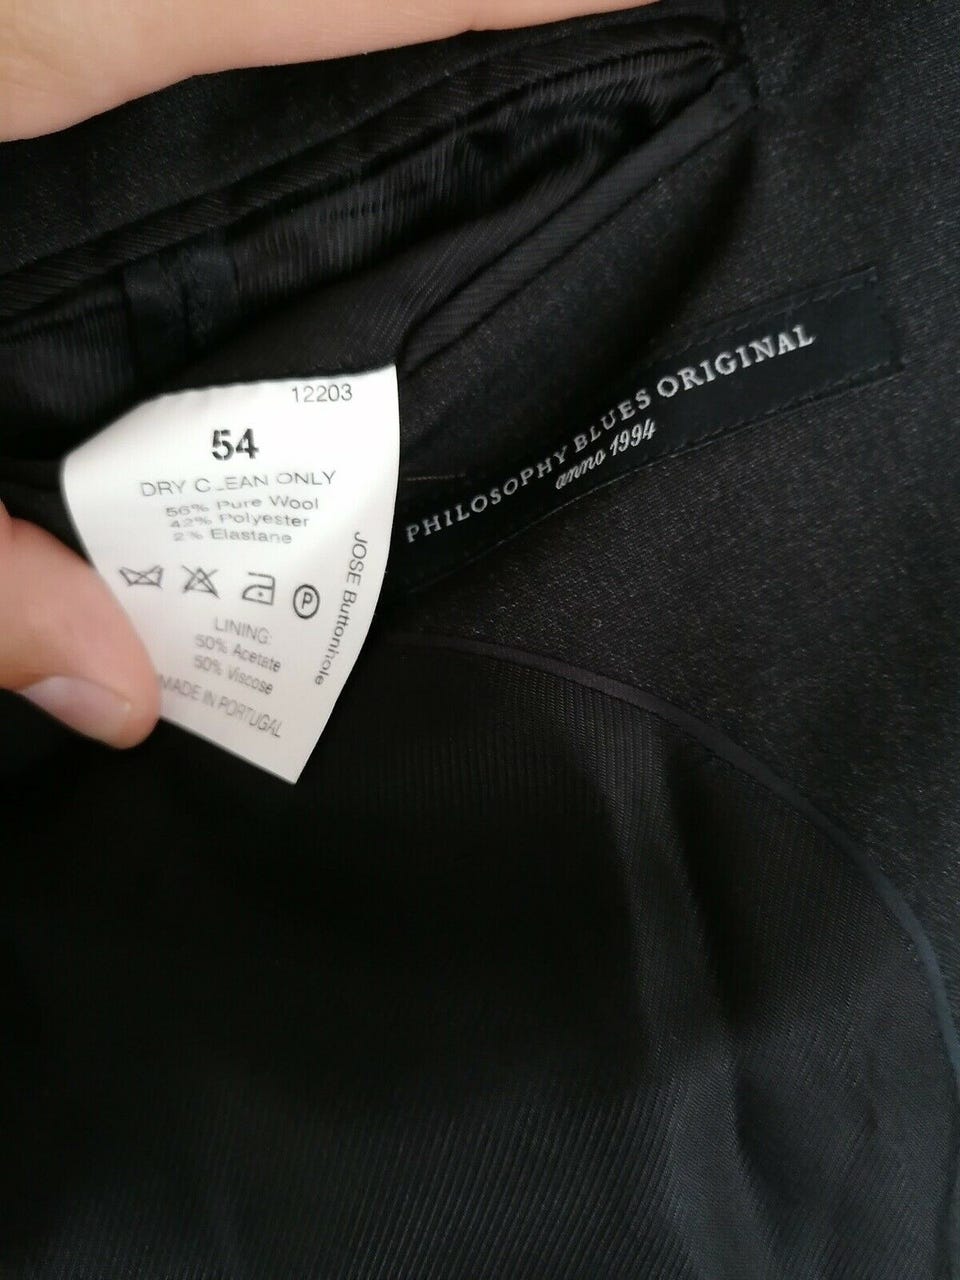 12203
54
DRY CLEAN ONLY
56% Pure Wool
42% Polyester
2% Elastane
P
LINING:
50% Acetate
50% Viscose
MADE IN PORTUGAL
JOSE Buttonhole
PHILOSOPHY BLUES ORIGINAL
anno 1994